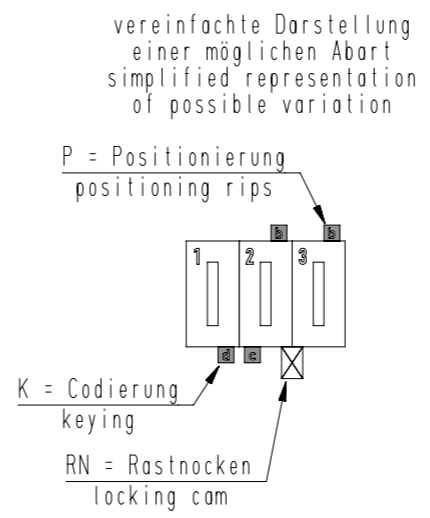 vereinfachte Darstellung
einer möglichen Abart
simplified representation
of possible variation
P = Positionierung
positioning rips
b b
1 2 3
d c
K = Codierung
keying
RN = Rastnocken
locking cam